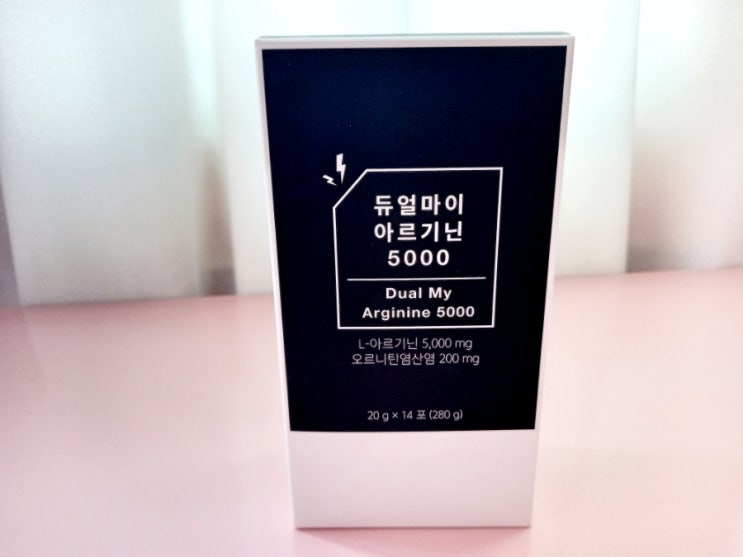 듀얼마이
아르기닌
5000
Dual My
Arginine 5000
L-아르기닌 5,000 mg
오르니틴염산염 200 mg
20 g × 14 포 (280 g)